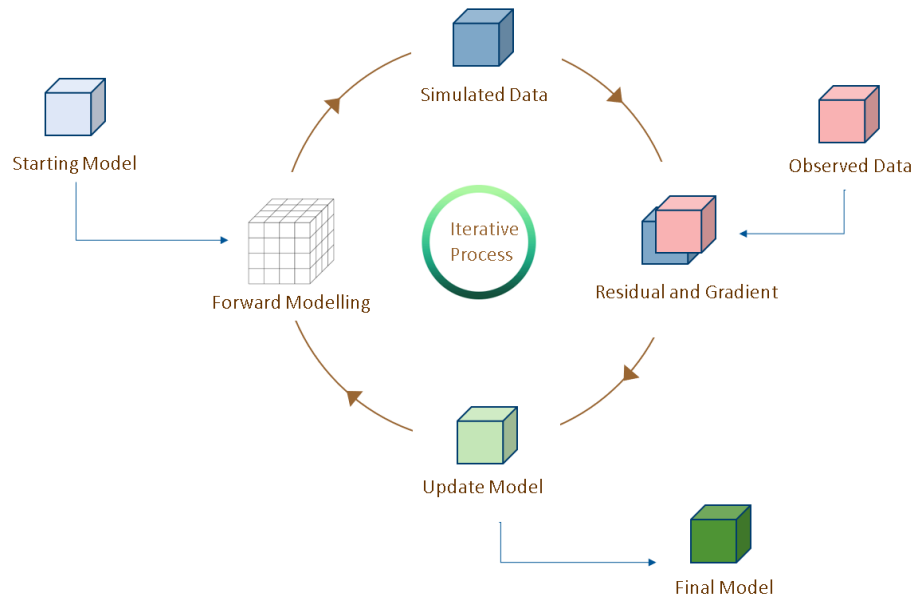 Simulated Data
Starting Model
Observed Data
Iterative
Process
Forward Modelling
Residual and Gradient
Update Model
Final Model